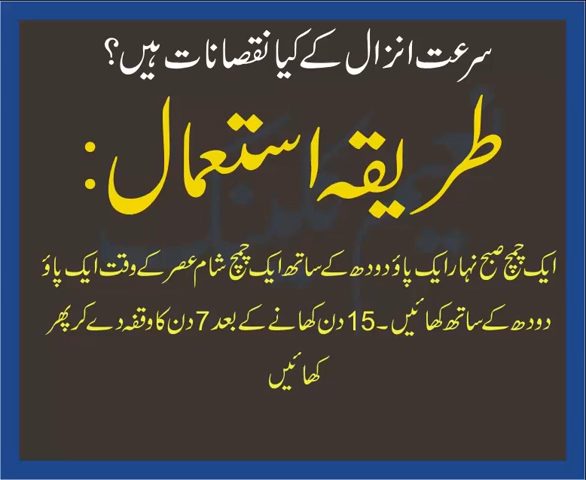 سرعت انزال کے کیا نقصانات ہیں؟
طریقہ استعمال:
ایک چمچ صبح نہار ایک پاؤ دودھ کے ساتھ ایک چمچ شام عصر کے وقت ایک پاؤ
دودھ کے ساتھ کھائیں۔ 15 دن کھانے کے بعد 7 دن کا وقفہ دے کر پھر
کھائیں